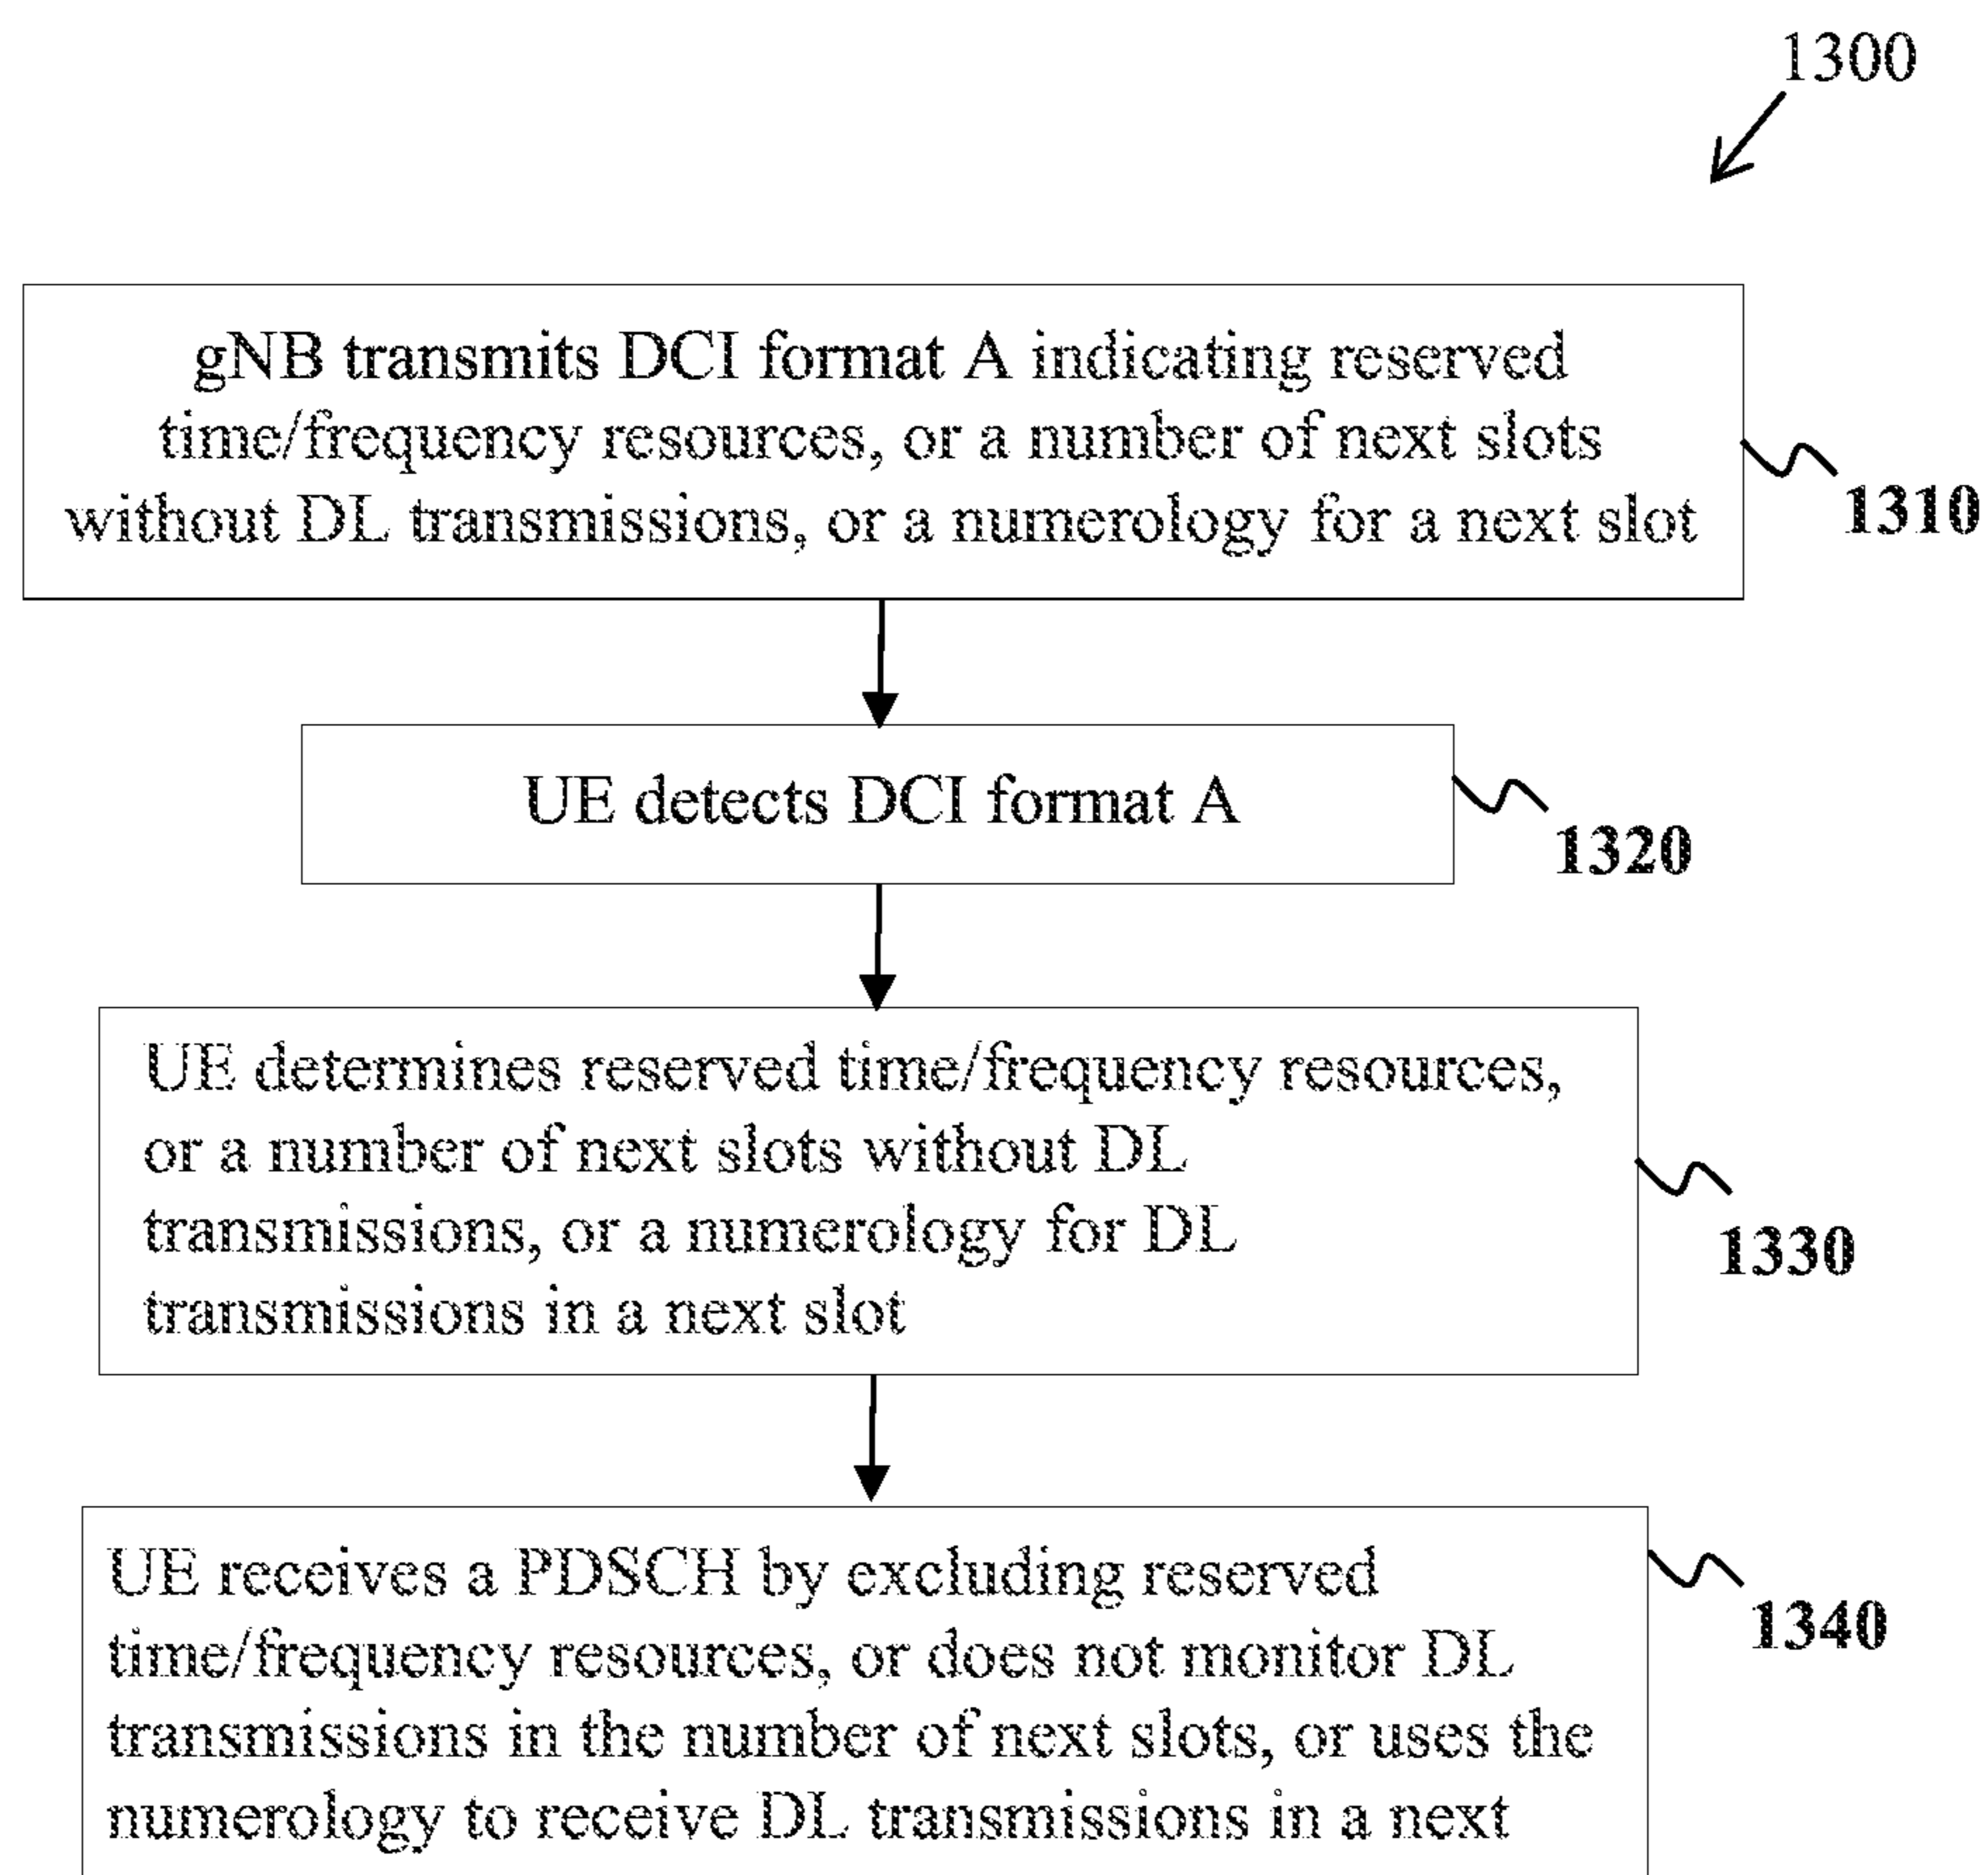 1300
gNB transmits DCI format A indicating reserved
time/frequency resources, or a number of next slots
without DL transmissions, or a numerology for a next slot
1310
UE detects DCI format A
1320
UE determines reserved time/frequency resources,
or a number of next slots without DL
transmissions, or a numerology for DL
transmissions in a next slot
1330
UE receives a PDSCH by excluding reserved
time/frequency resources, or does not monitor DL
transmissions in the number of next slots, or uses the
numerology to receive DL transmissions in a next
1340